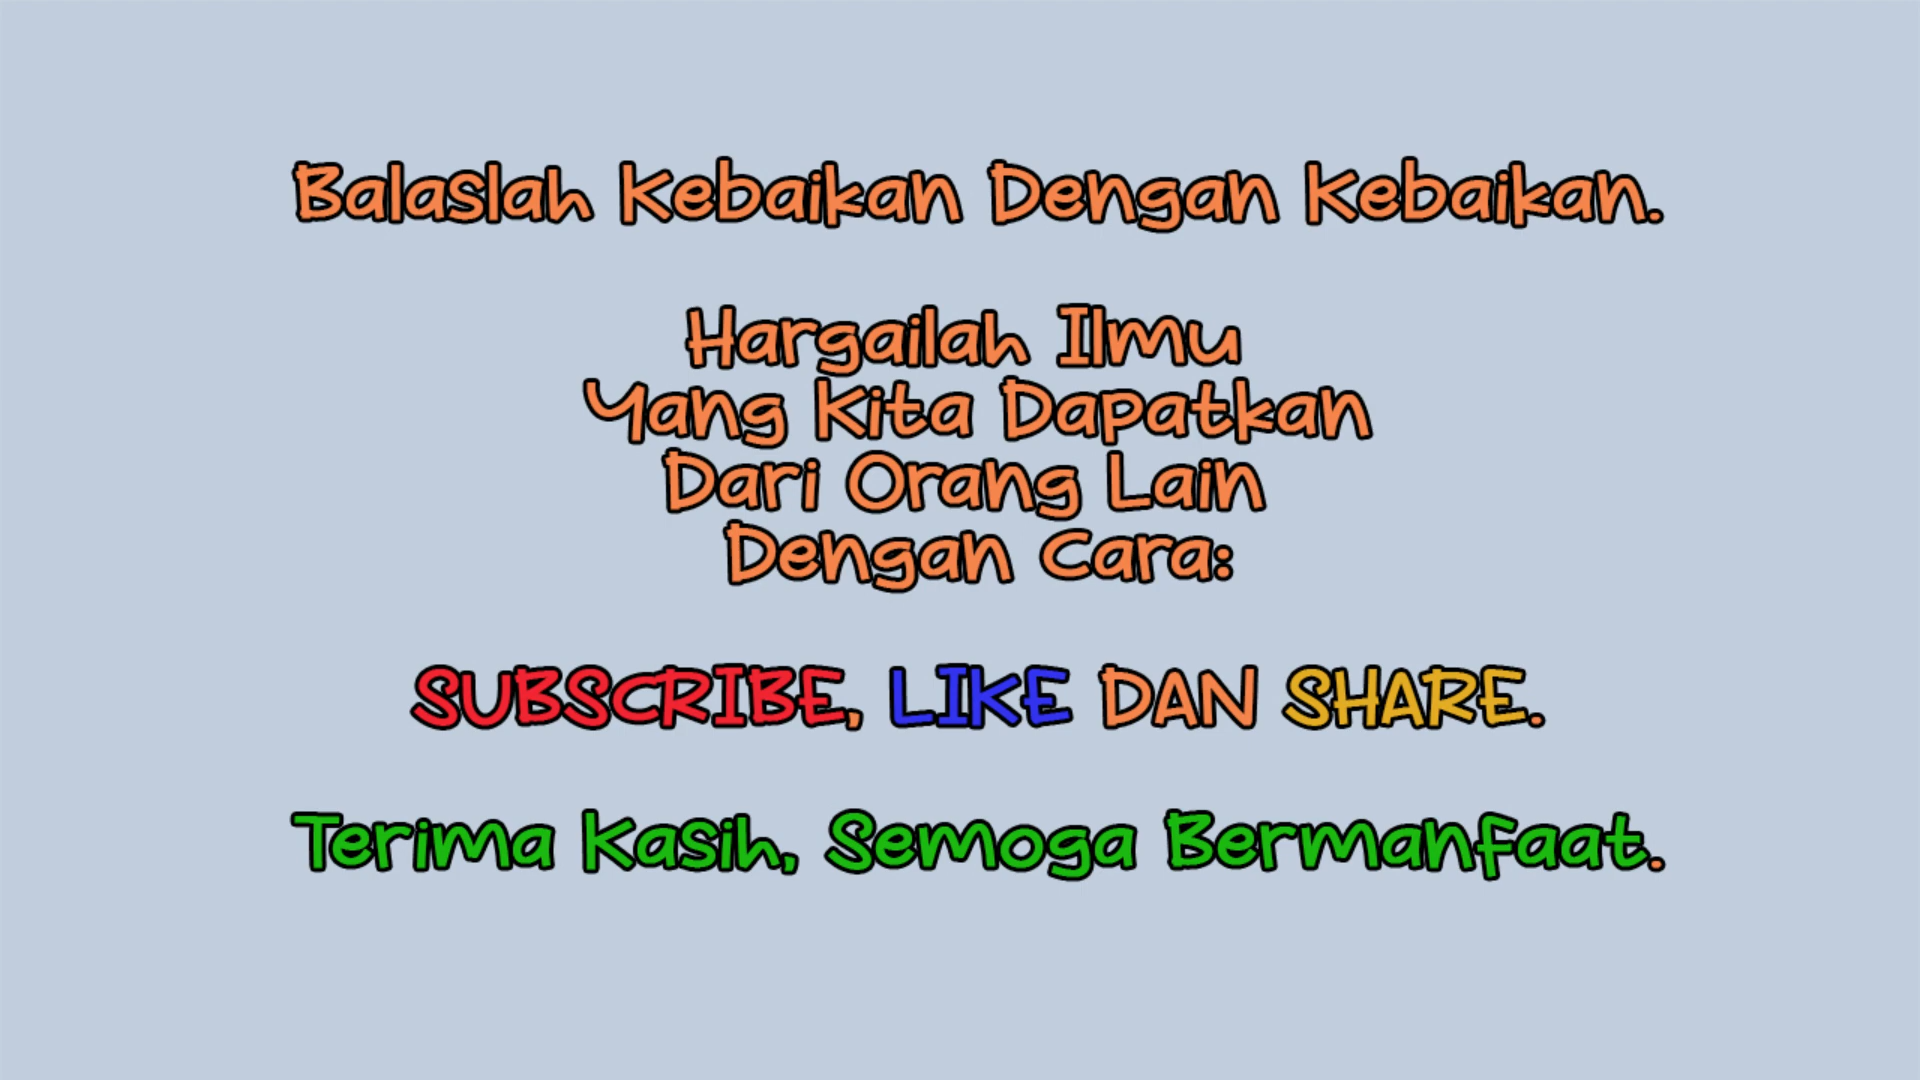 Balaslah Kebaikan Dengan Kebaikan.
Hargailah Ilmu
Yang Kita Dapatkan
Dari Orang Lain
Dengan Cara:
SUBSCRIBE, LIKE DAN SHARE.
Terima Kasih, Semoga Bermanfaat.